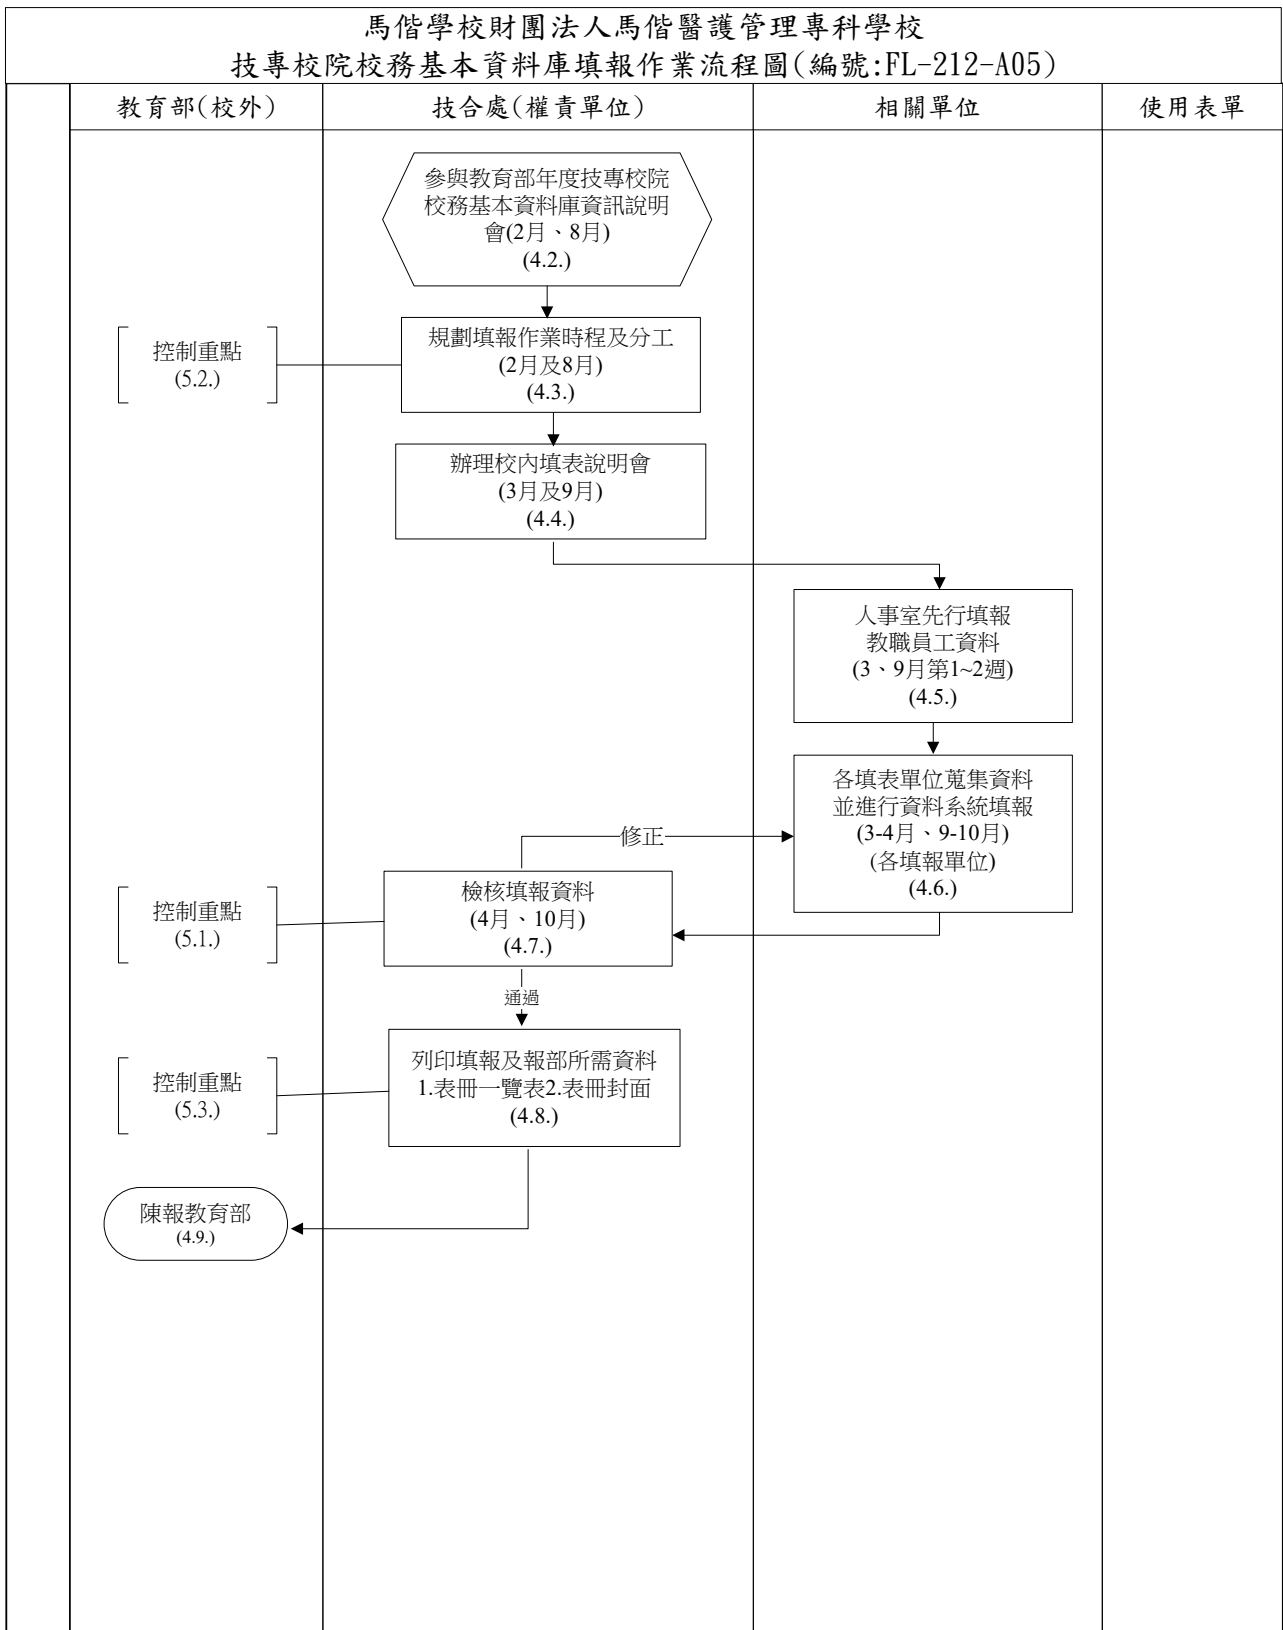 馬偕學校財團法人馬偕醫護管理專科學校
技專校院校務基本資料庫填報作業流程圖(編號:FL-212-A05)
教育部(校外)
技合處(權責單位)
相關單位
使用表單
參與教育部年度技專校院
校務基本資料庫資訊說明
會(2月、8月)
(4.2.)
控制重點
(5.2.)
規劃填報作業時程及分工
(2月及8月)
(4.3.)
辦理校內填表說明會
(3月及9月)
(4.4.)
人事室先行填報
教職員工資料
(3、9月第1~2週)
(4.5.)
各填表單位蒐集資料
並進行資料系統填報
(3-4月、9-10月)
(各填報單位)
(4.6.)
修正
控制重點
(5.1.)
檢核填報資料
(4月、10月)
(4.7.)
通過
控制重點
(5.3.)
列印填報及報部所需資料
1.表冊一覽表2.表冊封面
(4.8.)
陳報教育部
(4.9.)